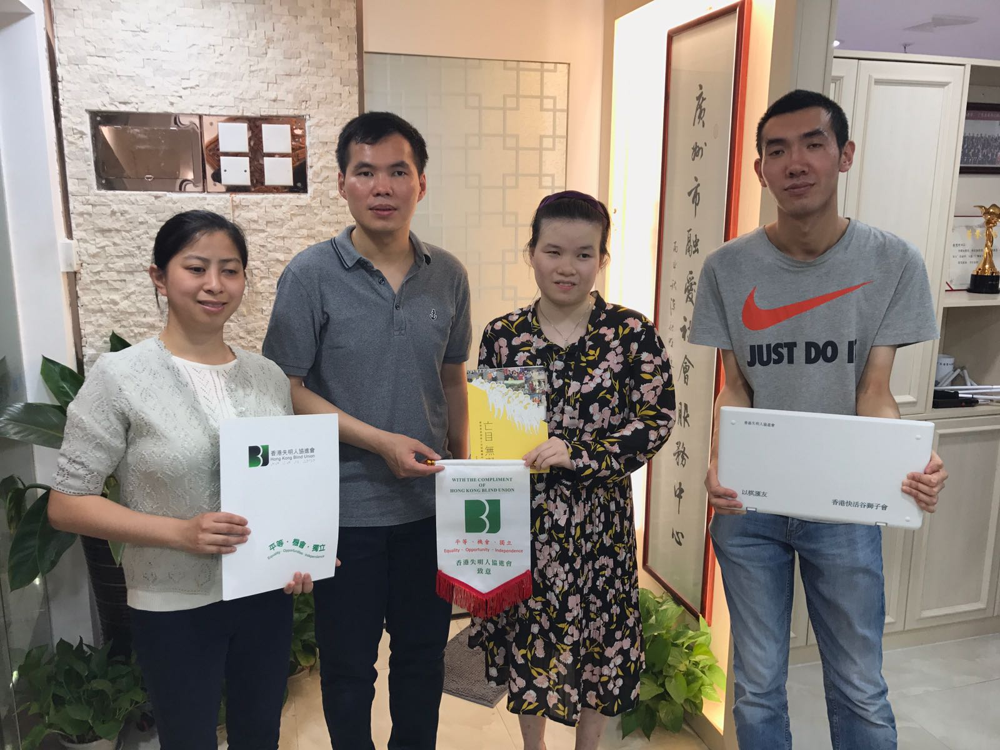 香港失明人協進會
Hong Kong Blind Union
平等．機會．獨立
Equality · Opportunities · Independence
亡目無
WITH THE COMPLIMENT
OF
HONG KONG BLIND UNION
平等、機會、獨立
Equality、Opportunity、Independence
香港失明人協進會
致意
廣州市融愛社會服務中心
JUST DO I
香港失明人協進會
以棋滙友
香港快活谷獅子會